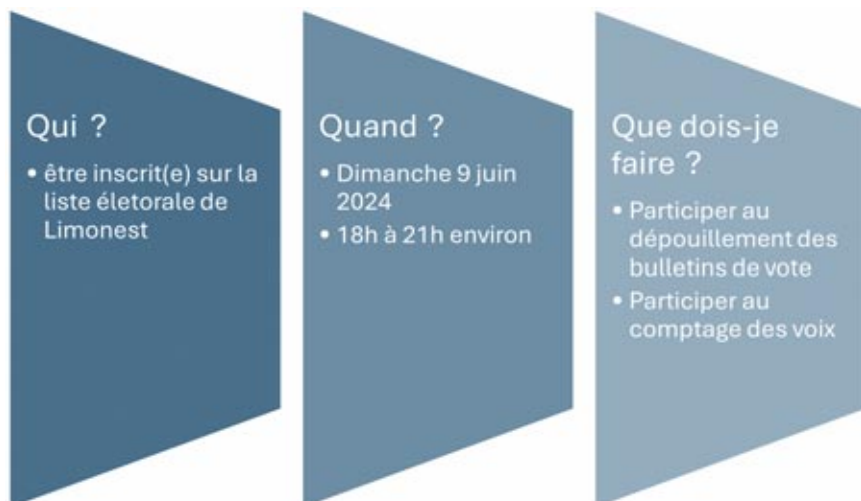 Qui ?
• être inscrit(e) sur la
liste életorale de
Limonest
Quand ?
• Dimanche 9 juin
2024
• 18h à 21h environ
Que dois-je
faire ?
• Participer au
dépouillement des
bulletins de vote
• Participer au
comptage des voix